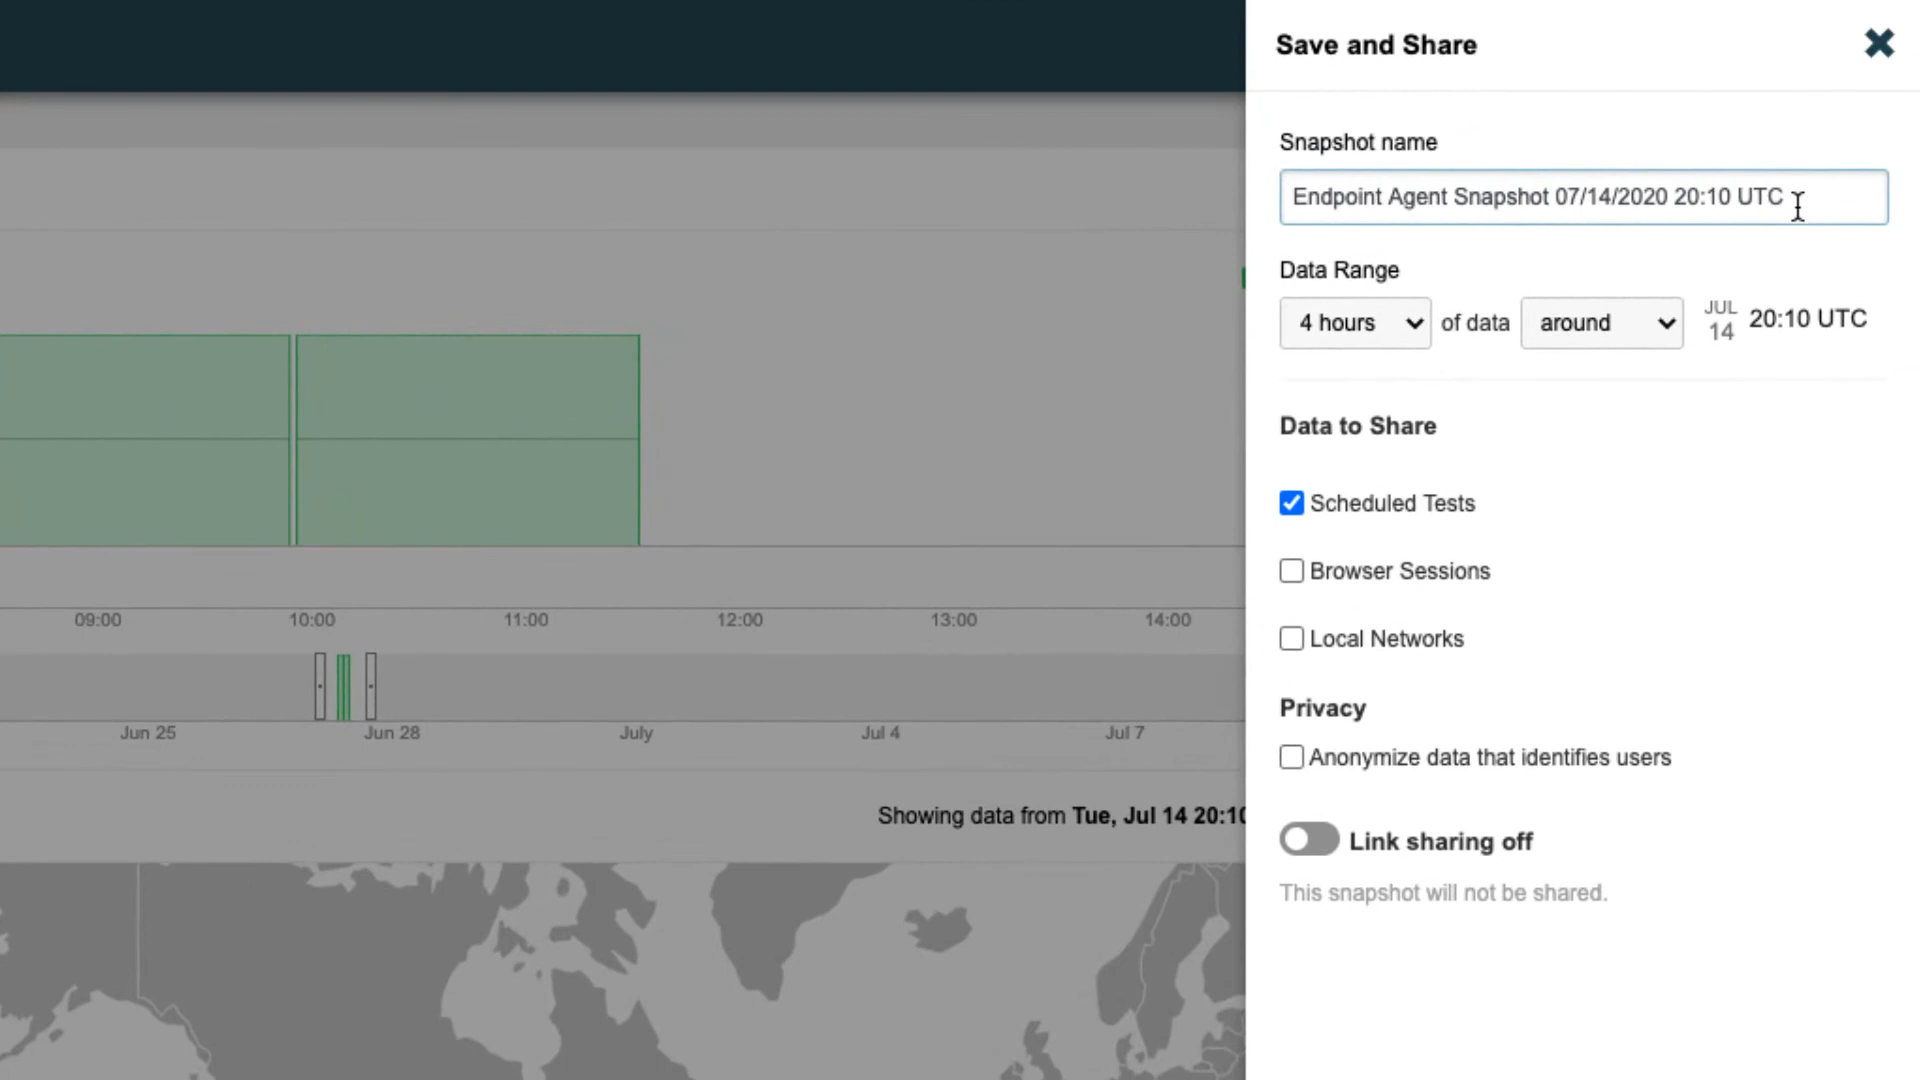 Save and Share
Snapshot name
Endpoint Agent Snapshot 07/14/2020 20:10 UTC
Data Range
4 hours of data around JUL 14 20:10 UTC
Data to Share
Scheduled Tests
Browser Sessions
Local Networks
Privacy
Anonymize data that identifies users
Link sharing off
This snapshot will not be shared.
09:00 10:00 11:00 12:00 13:00 14:00
Jun 25 Jun 28 July Jul 4 Jul 7
Showing data from Tue, Jul 14 20:10